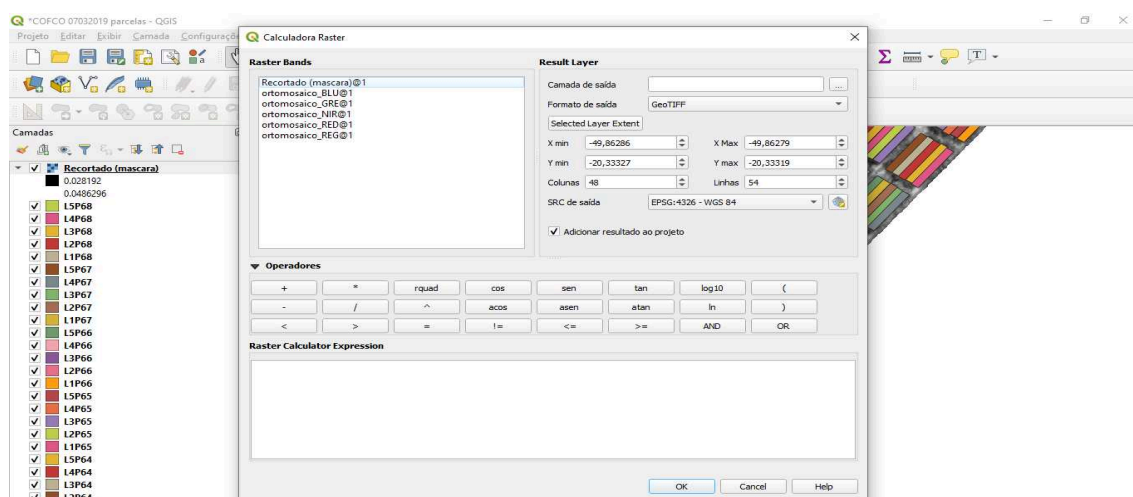 *COFCO 07032019 parcelas - QGIS
Projeto Editar Exibir Camada Configuraçõ
Calculadora Raster
Raster Bands
Recortado (mascara)@1
ortomosaico_BLU@1
ortomosaico_GRE@1
ortomosaico_NIR@1
ortomosaico_RED@1
ortomosaico_REG@1
Result Layer
Camada de saída
...
Formato de saída GeoTIFF
Selected Layer Extent
X min -49,86286 X Max -49,86279
Y min -20,33327 Y max -20,33319
Colunas 48 Linhas 54
SRC de saída EPSG:4326 - WGS 84
Adicionar resultado ao projeto
Operadores
+ * rquad cos sen tan log10 (
- / ^ acos asen atan ln )
< > = != <= >= AND OR
Raster Calculator Expression
OK Cancel Help
Camadas
Recortado (mascara)
0.028192
0.0486296
L5P68
L4P68
L3P68
L2P68
L1P68
L5P67
L4P67
L3P67
L2P67
L1P67
L5P66
L4P66
L3P66
L2P66
L1P66
L5P65
L4P65
L3P65
L2P65
L1P65
L5P64
L4P64
L3P64
L2P64